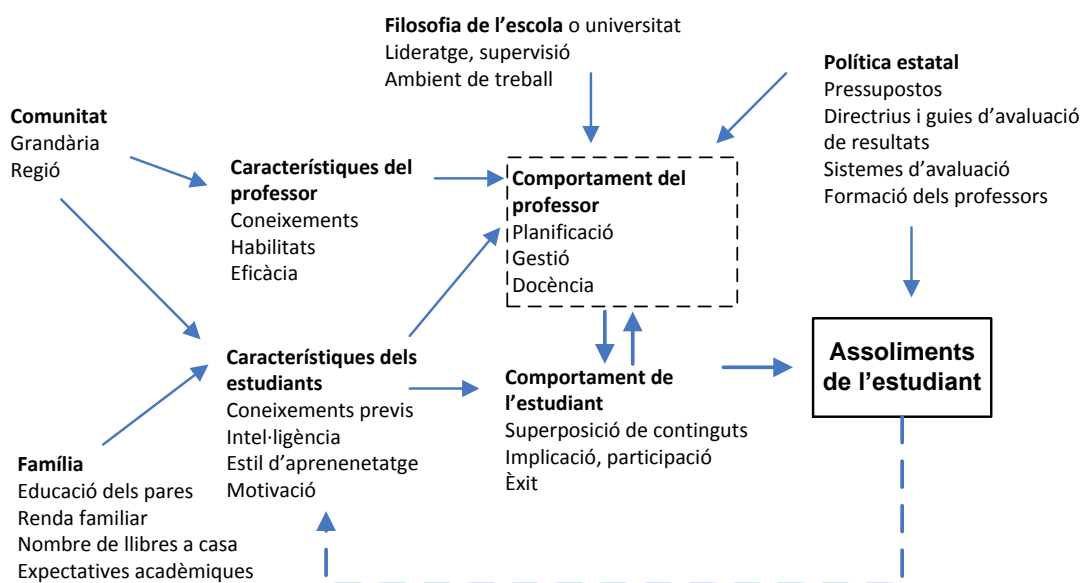 Filosofia de l’escola o universitat
Lideratge, supervisió
Ambient de treball
Política estatal
Pressupostos
Directrius i guies d’avaluació
de resultats
Sistemes d’avaluació
Formació dels professors
Comunitat
Grandària
Regió
Característiques del
professor
Coneixements
Habilitats
Eficàcia
Comportament del
professor
Planificació
Gestió
Docència
Característiques dels
estudiants
Coneixements previs
Intel·ligència
Estil d’aprenenetatge
Motivació
Comportament de
l’estudiant
Superposició de continguts
Implicació, participació
Èxit
Assoliments
de l’estudiant
Família
Educació dels pares
Renda familiar
Nombre de llibres a casa
Expectatives acadèmiques